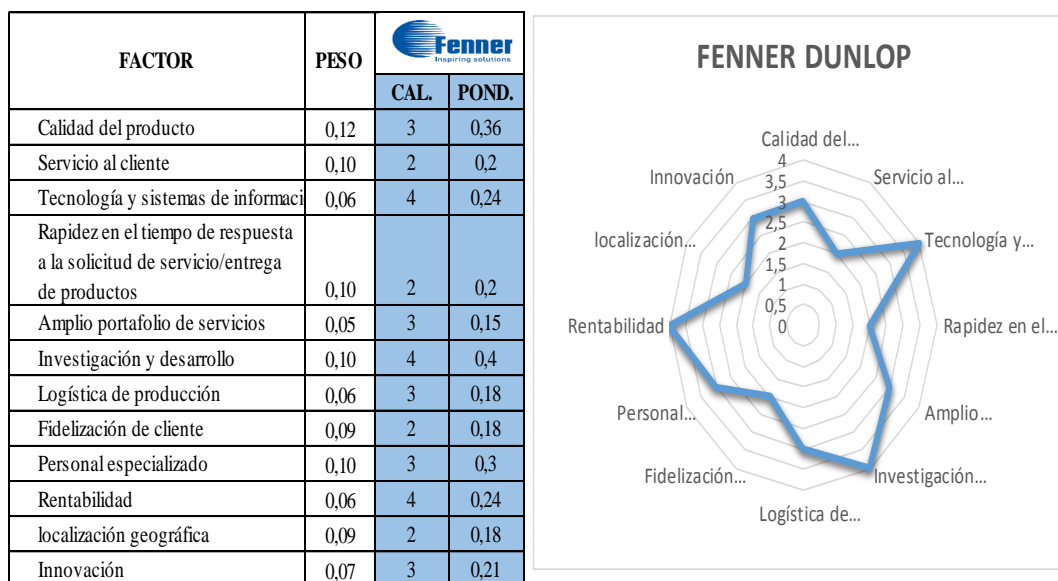 FACTOR PESO Fenner
Inspiring solutions
CAL. POND.
Calidad del producto 0,12 3 0,36
Servicio al cliente 0,10 2 0,2
Tecnología y sistemas de informaci 0,06 4 0,24
Rapidez en el tiempo de respuesta
a la solicitud de servicio/entrega
de productos 0,10 2 0,2
Amplio portafolio de servicios 0,05 3 0,15
Investigación y desarrollo 0,10 4 0,4
Logística de producción 0,06 3 0,18
Fidelización de cliente 0,09 2 0,18
Personal especializado 0,10 3 0,3
Rentabilidad 0,06 4 0,24
localización geográfica 0,09 2 0,18
Innovación 0,07 3 0,21
FENNER DUNLOP
Calidad del...
Servicio al...
Tecnología y...
Rapidez en el...
Amplio...
Investigación...
Logística de...
Fidelización...
Personal...
Rentabilidad
localización...
Innovación
4
3,5
3
2,5
2
1,5
1
0,5
0